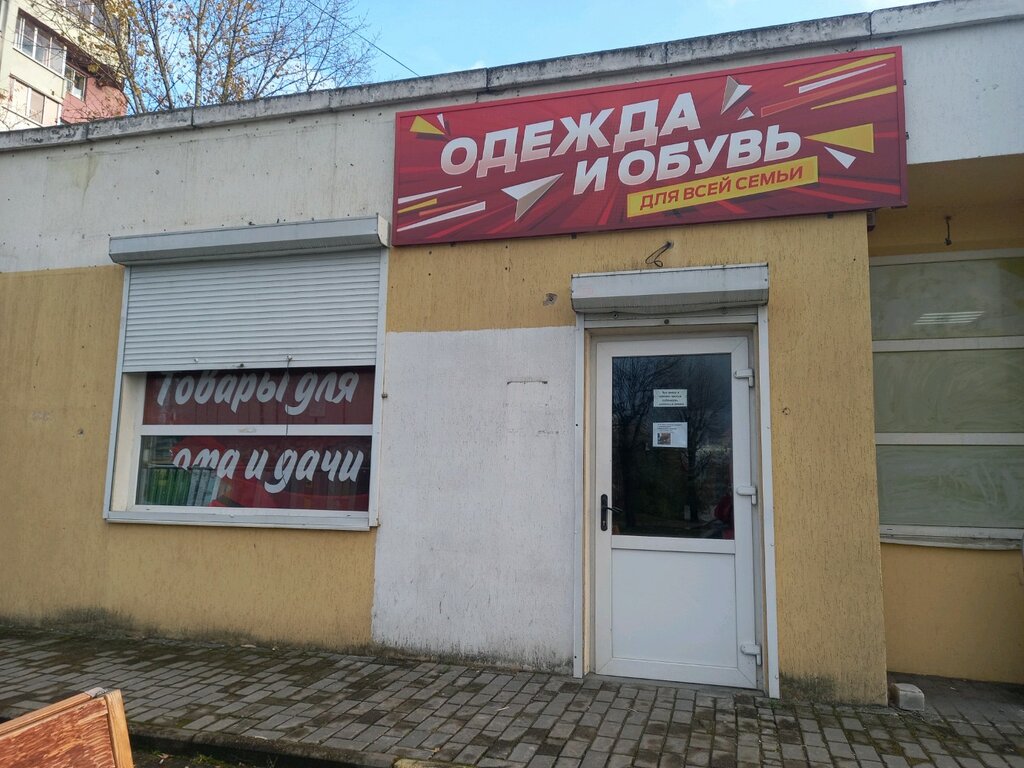 ОДЕЖДА
И ОБУВЬ
ДЛЯ ВСЕЙ СЕМЬИ
Товары для
ома и дачи